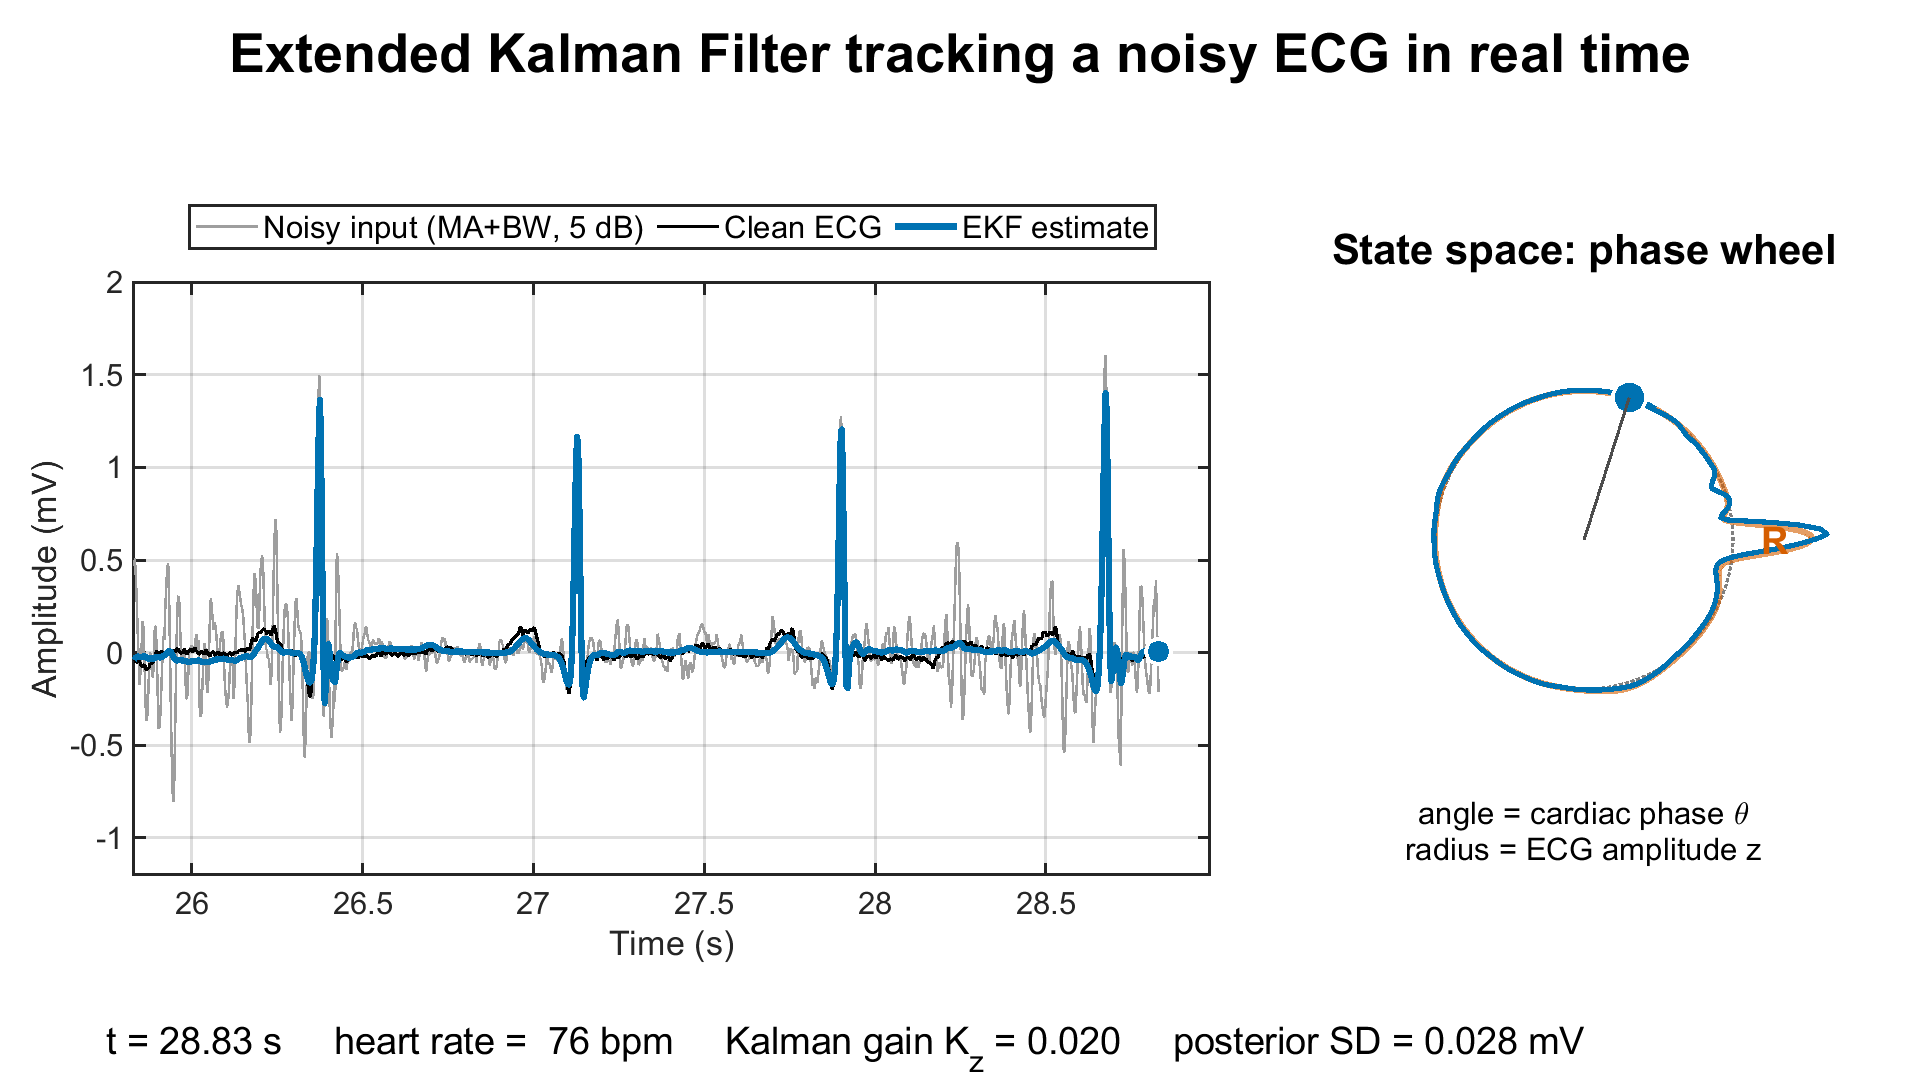 Extended Kalman Filter tracking a noisy ECG in real time
Noisy input (MA+BW, 5 dB) Clean ECG EKF estimate
State space: phase wheel
2
1.5
1
0.5
0
-0.5
-1
Amplitude (mV)
26 26.5 27 27.5 28 28.5
Time (s)
R
angle = cardiac phase θ
radius = ECG amplitude z
t = 28.83 s heart rate = 76 bpm Kalman gain K_z = 0.020 posterior SD = 0.028 mV